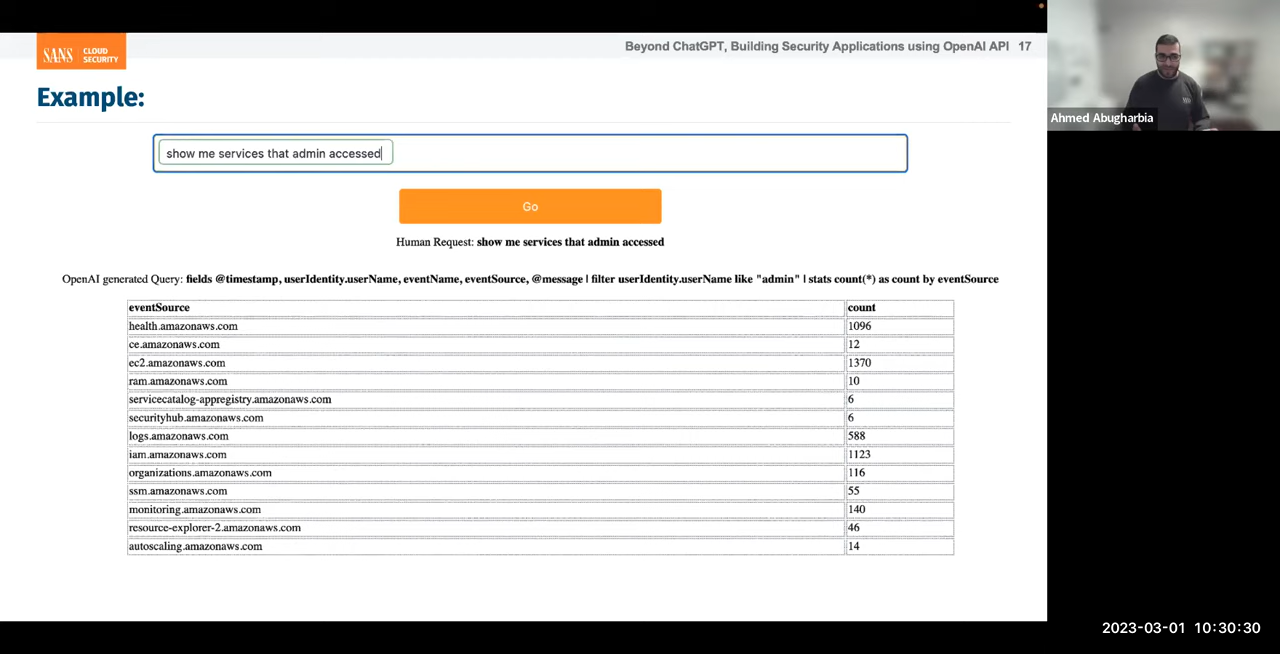 SANS | CLOUD SECURITY
Beyond ChatGPT, Building Security Applications using OpenAI API 17
Ahmed Abugharbia
Example:
show me services that admin accessed
Go
Human Request: show me services that admin accessed
OpenAI generated Query: fields @timestamp, userIdentity.userName, eventName, eventSource, @message | filter userIdentity.userName like "admin" | stats count(*) as count by eventSource
eventSource count
health.amazonaws.com 1096
ce.amazonaws.com 12
ec2.amazonaws.com 1370
ram.amazonaws.com 10
servicecatalog-appregistry.amazonaws.com 6
securityhub.amazonaws.com 6
logs.amazonaws.com 588
iam.amazonaws.com 1123
organizations.amazonaws.com 116
ssm.amazonaws.com 55
monitoring.amazonaws.com 140
resource-explorer-2.amazonaws.com 46
autoscaling.amazonaws.com 14
2023-03-01 10:30:30